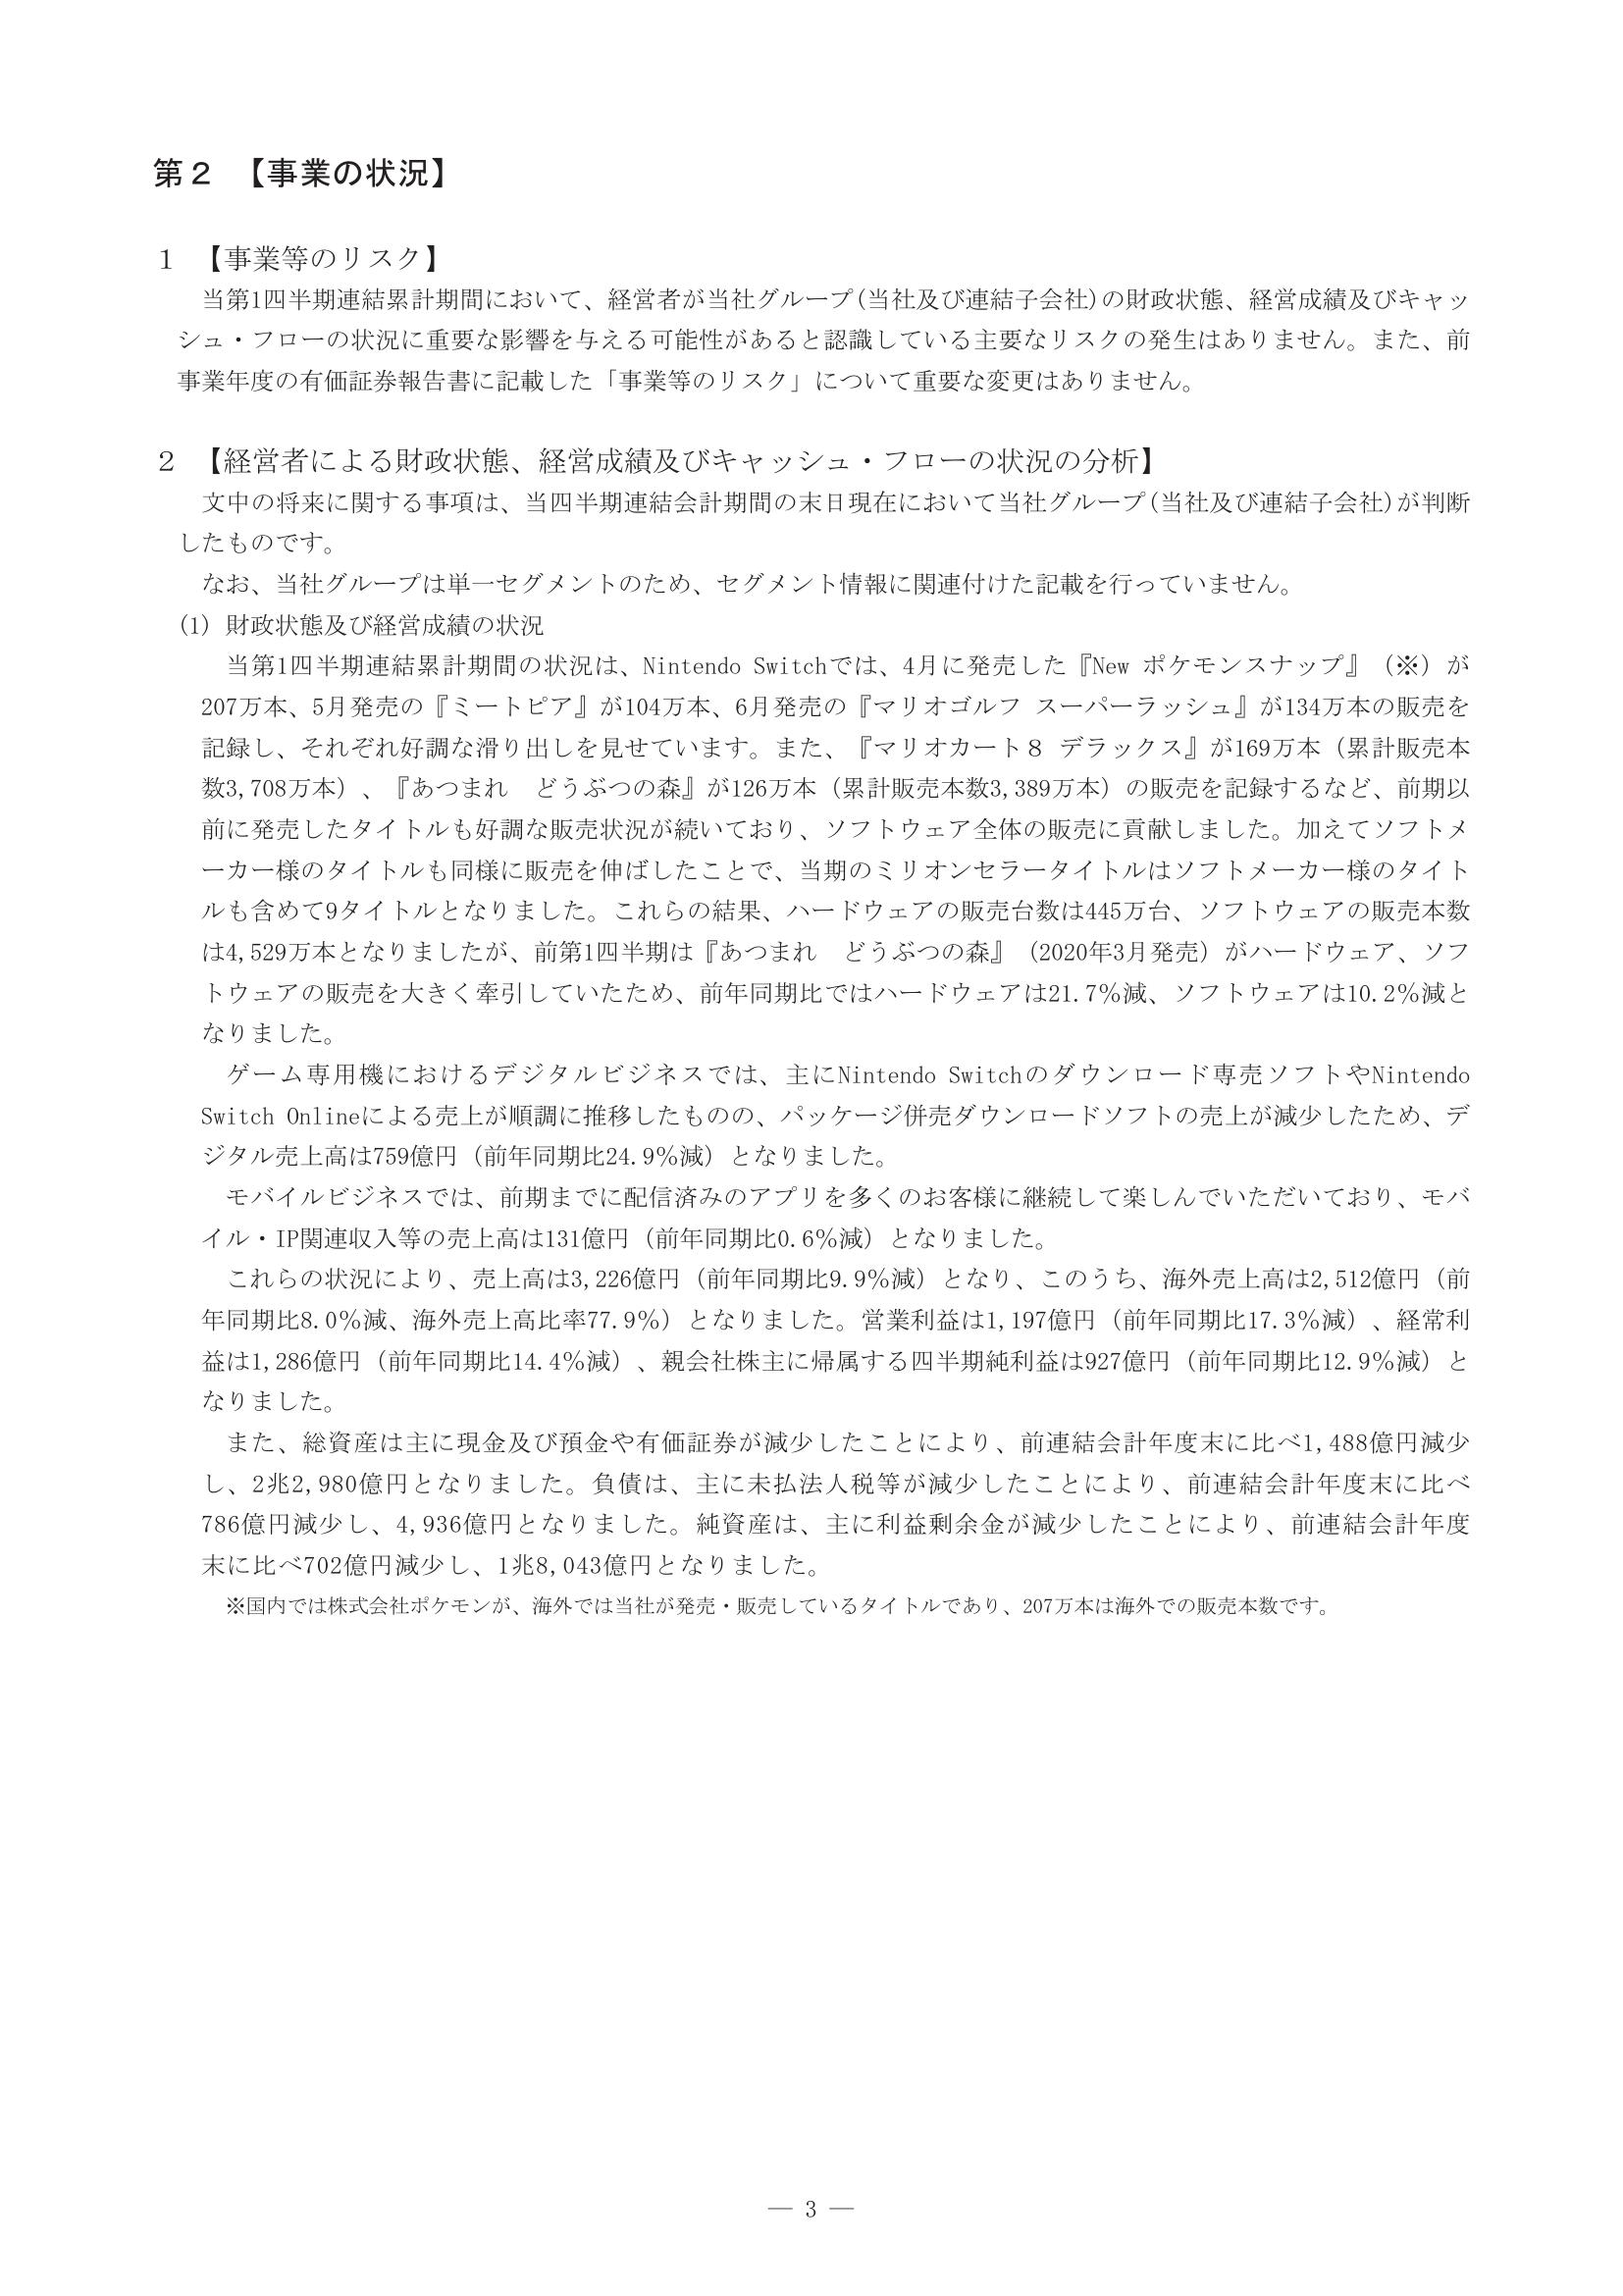 第２ 【事業の状況】
１ 【事業等のリスク】
当第1四半期連結累計期間において、経営者が当社グループ(当社及び連結子会社)の財政状態、経営成績及びキャッ
シュ・フローの状況に重要な影響を与える可能性があると認識している主要なリスクの発生はありません。また、前
事業年度の有価証券報告書に記載した「事業等のリスク」について重要な変更はありません。
２ 【経営者による財政状態、経営成績及びキャッシュ・フローの状況の分析】
文中の将来に関する事項は、当四半期連結会計期間の末日現在において当社グループ(当社及び連結子会社)が判断
したものです。
なお、当社グループは単一セグメントのため、セグメント情報に関連付けた記載を行っていません。
(1) 財政状態及び経営成績の状況
当第1四半期連結累計期間の状況は、Nintendo Switchでは、4月に発売した『New ポケモンスナップ』（※）が
207万本、5月発売の『ミートピア』が104万本、6月発売の『マリオゴルフ スーパーラッシュ』が134万本の販売を
記録し、それぞれ好調な滑り出しを見せています。また、『マリオカート８ デラックス』が169万本（累計販売本
数3,708万本）、『あつまれ　どうぶつの森』が126万本（累計販売本数3,389万本）の販売を記録するなど、前期以
前に発売したタイトルも好調な販売状況が続いており、ソフトウェア全体の販売に貢献しました。加えてソフトメ
ーカー様のタイトルも同様に販売を伸ばしたことで、当期のミリオンセラータイトルはソフトメーカー様のタイト
ルも含めて9タイトルとなりました。これらの結果、ハードウェアの販売台数は445万台、ソフトウェアの販売本数
は4,529万本となりましたが、前第1四半期は『あつまれ　どうぶつの森』（2020年3月発売）がハードウェア、ソフ
トウェアの販売を大きく牽引していたため、前年同期比ではハードウェアは21.7％減、ソフトウェアは10.2％減と
なりました。
ゲーム専用機におけるデジタルビジネスでは、主にNintendo Switchのダウンロード専売ソフトやNintendo
Switch Onlineによる売上が順調に推移したものの、パッケージ併売ダウンロードソフトの売上が減少したため、デ
ジタル売上高は759億円（前年同期比24.9％減）となりました。
モバイルビジネスでは、前期までに配信済みのアプリを多くのお客様に継続して楽しんでいただいており、モバ
イル・IP関連収入等の売上高は131億円（前年同期比0.6％減）となりました。
これらの状況により、売上高は3,226億円（前年同期比9.9％減）となり、このうち、海外売上高は2,512億円（前
年同期比8.0％減、海外売上高比率77.9％）となりました。営業利益は1,197億円（前年同期比17.3％減）、経常利
益は1,286億円（前年同期比14.4％減）、親会社株主に帰属する四半期純利益は927億円（前年同期比12.9％減）と
なりました。
また、総資産は主に現金及び預金や有価証券が減少したことにより、前連結会計年度末に比べ1,488億円減少
し、2兆2,980億円となりました。負債は、主に未払法人税等が減少したことにより、前連結会計年度末に比べ
786億円減少し、4,936億円となりました。純資産は、主に利益剰余金が減少したことにより、前連結会計年度
末に比べ702億円減少し、1兆8,043億円となりました。
※国内では株式会社ポケモンが、海外では当社が発売・販売しているタイトルであり、207万本は海外での販売本数です。
― 3 ―